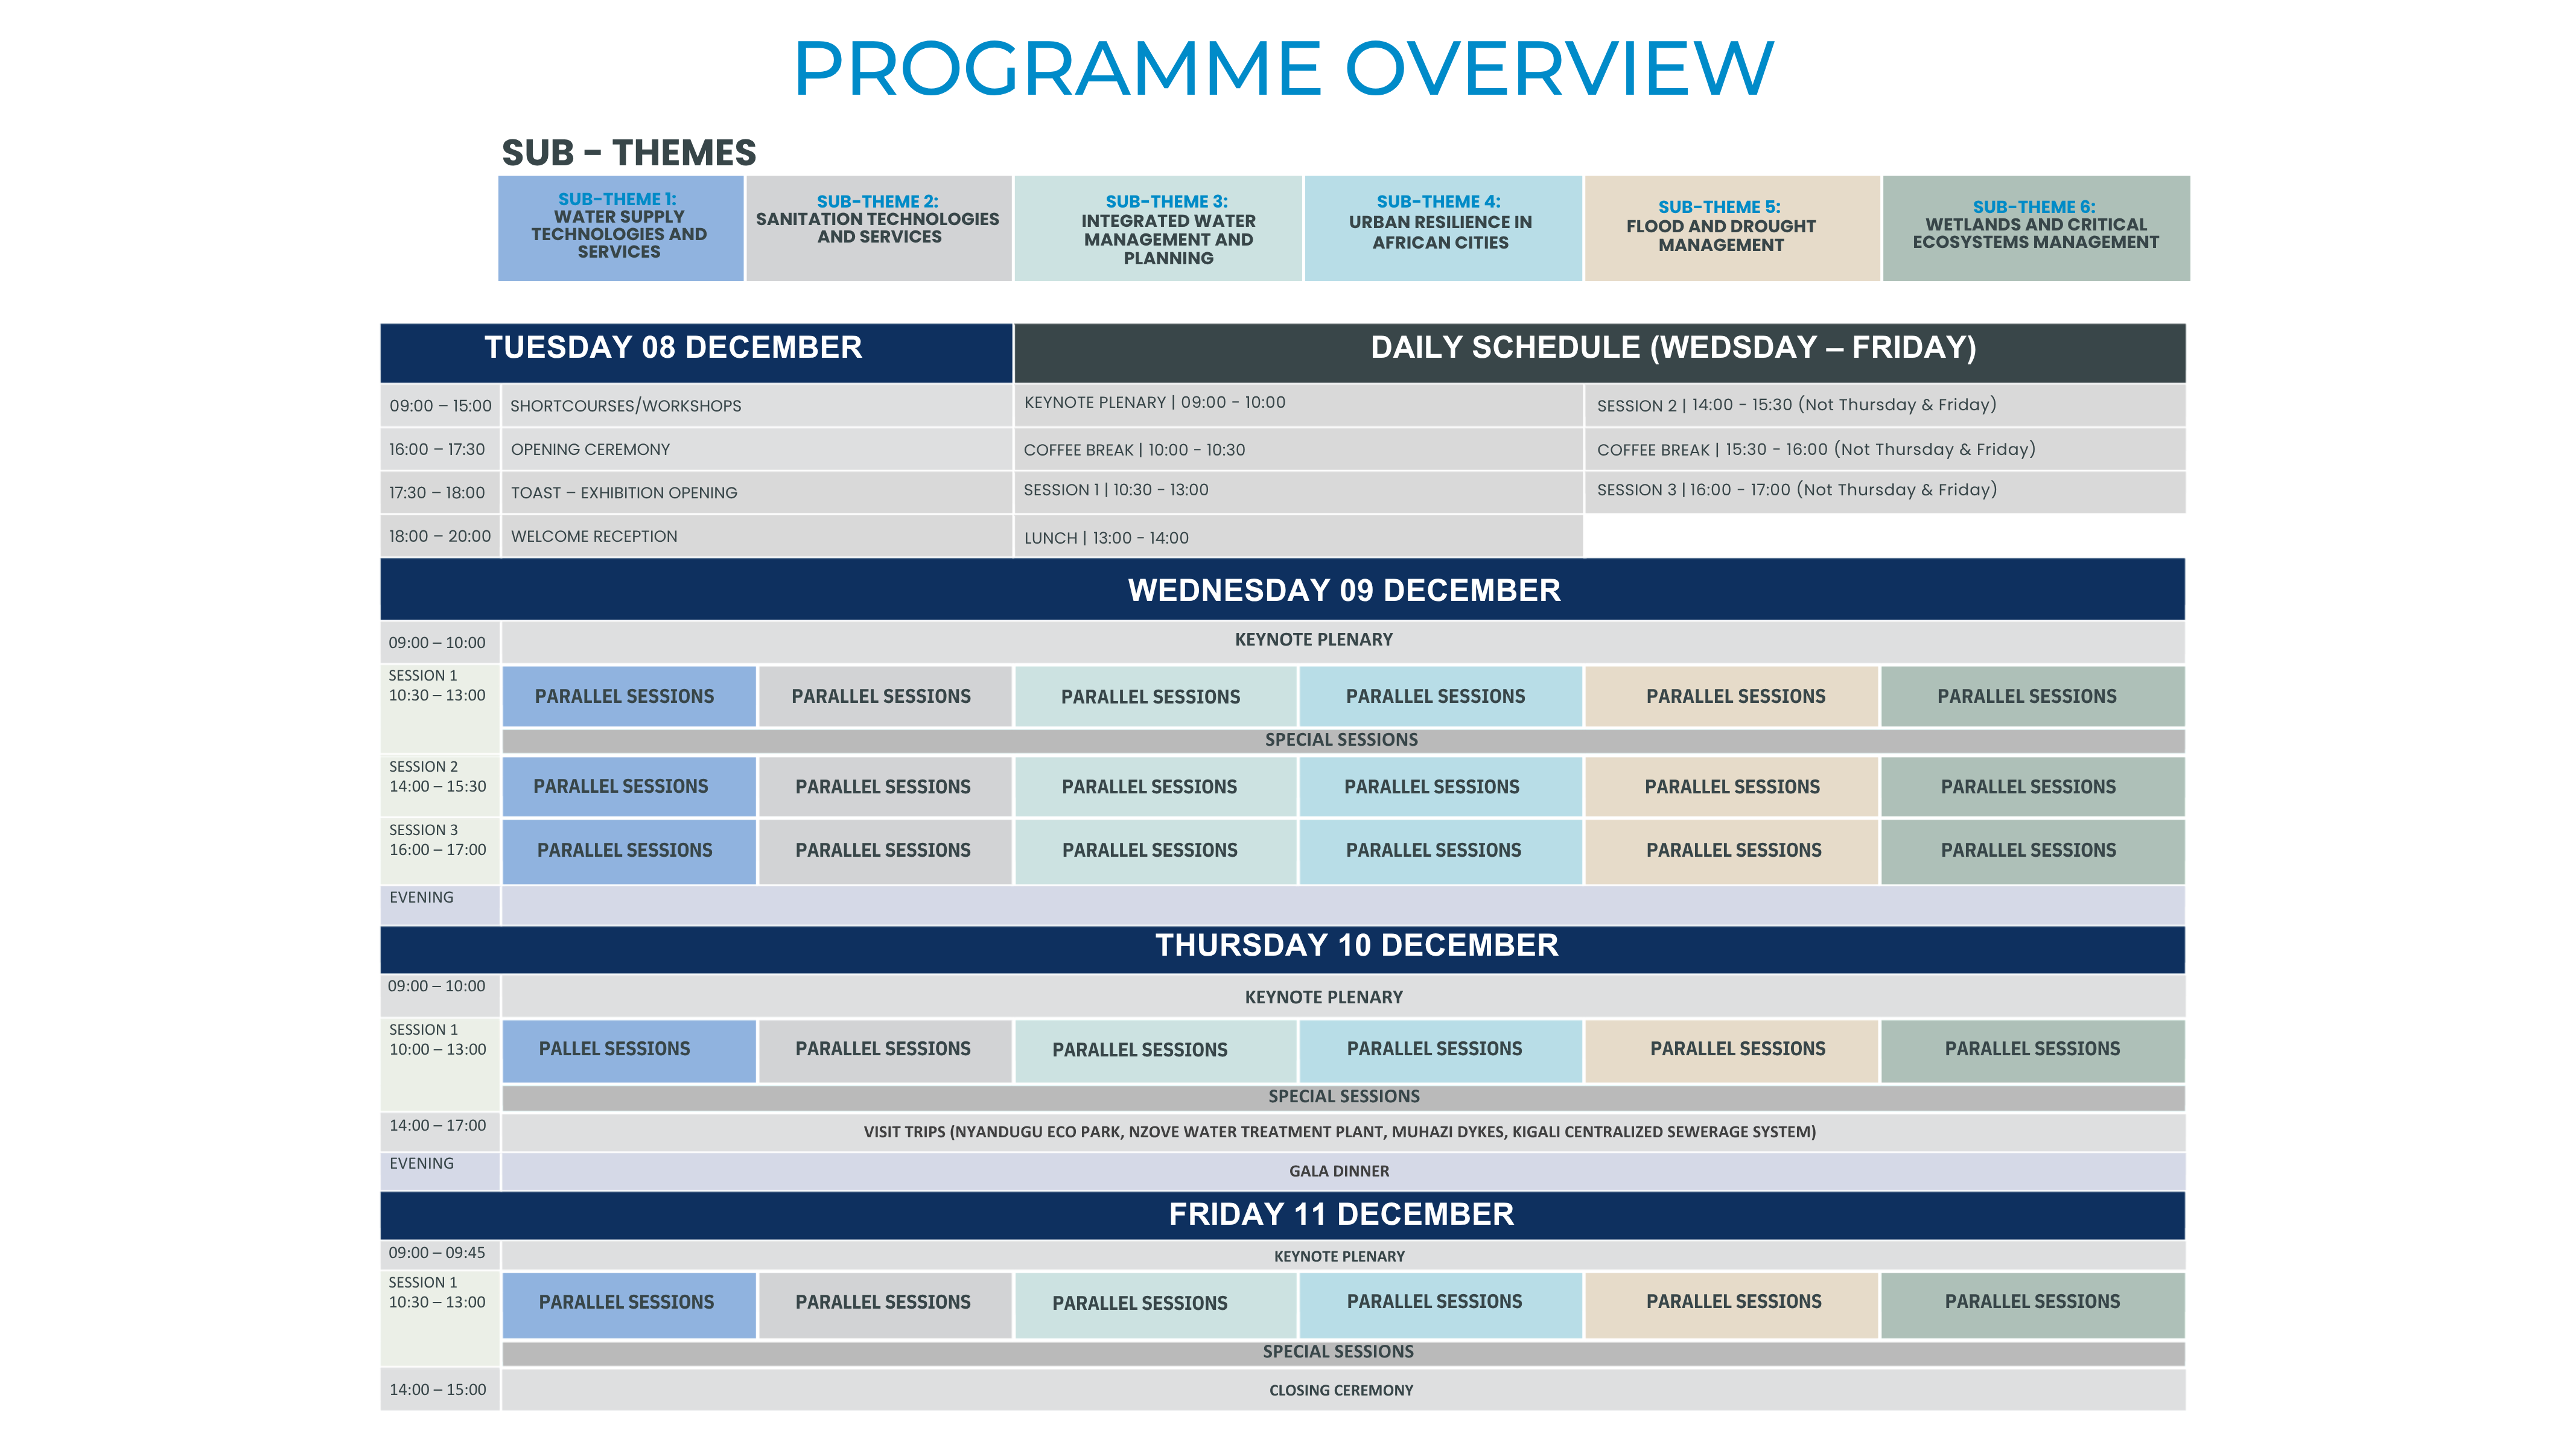 PROGRAMME OVERVIEW
SUB - THEMES
SUB-THEME 1:
WATER SUPPLY
TECHNOLOGIES AND
SERVICES
SUB-THEME 2:
SANITATION TECHNOLOGIES
AND SERVICES
SUB-THEME 3:
INTEGRATED WATER
MANAGEMENT AND
PLANNING
SUB-THEME 4:
URBAN RESILIENCE IN
AFRICAN CITIES
SUB-THEME 5:
FLOOD AND DROUGHT
MANAGEMENT
SUB-THEME 6:
WETLANDS AND CRITICAL
ECOSYSTEMS MANAGEMENT
TUESDAY 08 DECEMBER
09:00 – 15:00 SHORTCOURSES/WORKSHOPS
16:00 – 17:30 OPENING CEREMONY
17:30 – 18:00 TOAST – EXHIBITION OPENING
18:00 – 20:00 WELCOME RECEPTION
DAILY SCHEDULE (WEDSDAY – FRIDAY)
KEYNOTE PLENARY | 09:00 - 10:00
COFFEE BREAK | 10:00 - 10:30
SESSION 1 | 10:30 - 13:00
LUNCH | 13:00 - 14:00
SESSION 2 | 14:00 - 15:30 (Not Thursday & Friday)
COFFEE BREAK | 15:30 - 16:00 (Not Thursday & Friday)
SESSION 3 | 16:00 - 17:00 (Not Thursday & Friday)
WEDNESDAY 09 DECEMBER
09:00 – 10:00 KEYNOTE PLENARY
SESSION 1
10:30 – 13:00 PARALLEL SESSIONS PARALLEL SESSIONS PARALLEL SESSIONS PARALLEL SESSIONS PARALLEL SESSIONS PARALLEL SESSIONS
SPECIAL SESSIONS
SESSION 2
14:00 – 15:30 PARALLEL SESSIONS PARALLEL SESSIONS PARALLEL SESSIONS PARALLEL SESSIONS PARALLEL SESSIONS PARALLEL SESSIONS
SESSION 3
16:00 – 17:00 PARALLEL SESSIONS PARALLEL SESSIONS PARALLEL SESSIONS PARALLEL SESSIONS PARALLEL SESSIONS PARALLEL SESSIONS
EVENING
THURSDAY 10 DECEMBER
09:00 – 10:00 KEYNOTE PLENARY
SESSION 1
10:00 – 13:00 PALLEL SESSIONS PARALLEL SESSIONS PARALLEL SESSIONS PARALLEL SESSIONS PARALLEL SESSIONS PARALLEL SESSIONS
SPECIAL SESSIONS
14:00 – 17:00 VISIT TRIPS (NYANDUGU ECO PARK, NZOVE WATER TREATMENT PLANT, MUHAZI DYKES, KIGALI CENTRALIZED SEWERAGE SYSTEM)
EVENING GALA DINNER
FRIDAY 11 DECEMBER
09:00 – 09:45 KEYNOTE PLENARY
SESSION 1
10:30 – 13:00 PARALLEL SESSIONS PARALLEL SESSIONS PARALLEL SESSIONS PARALLEL SESSIONS PARALLEL SESSIONS PARALLEL SESSIONS
SPECIAL SESSIONS
14:00 – 15:00 CLOSING CEREMONY